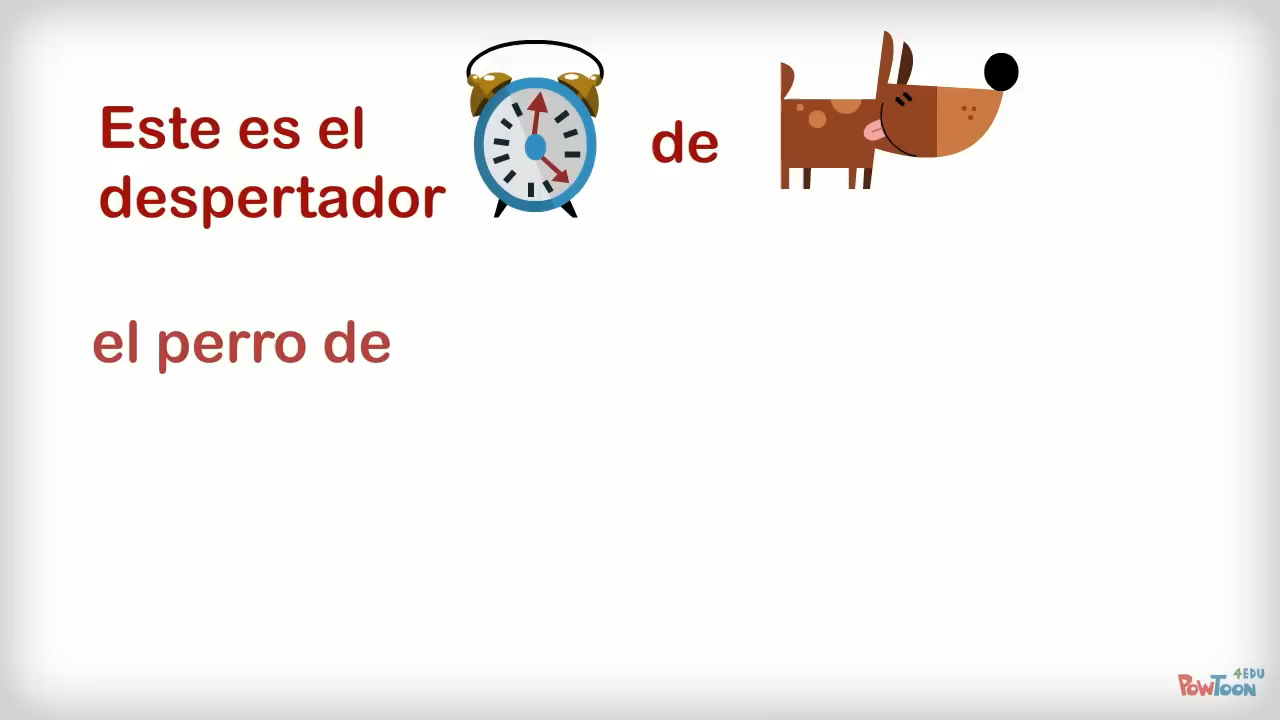 Este es el
despertador
de
el perro de
4EDU
POWTOON